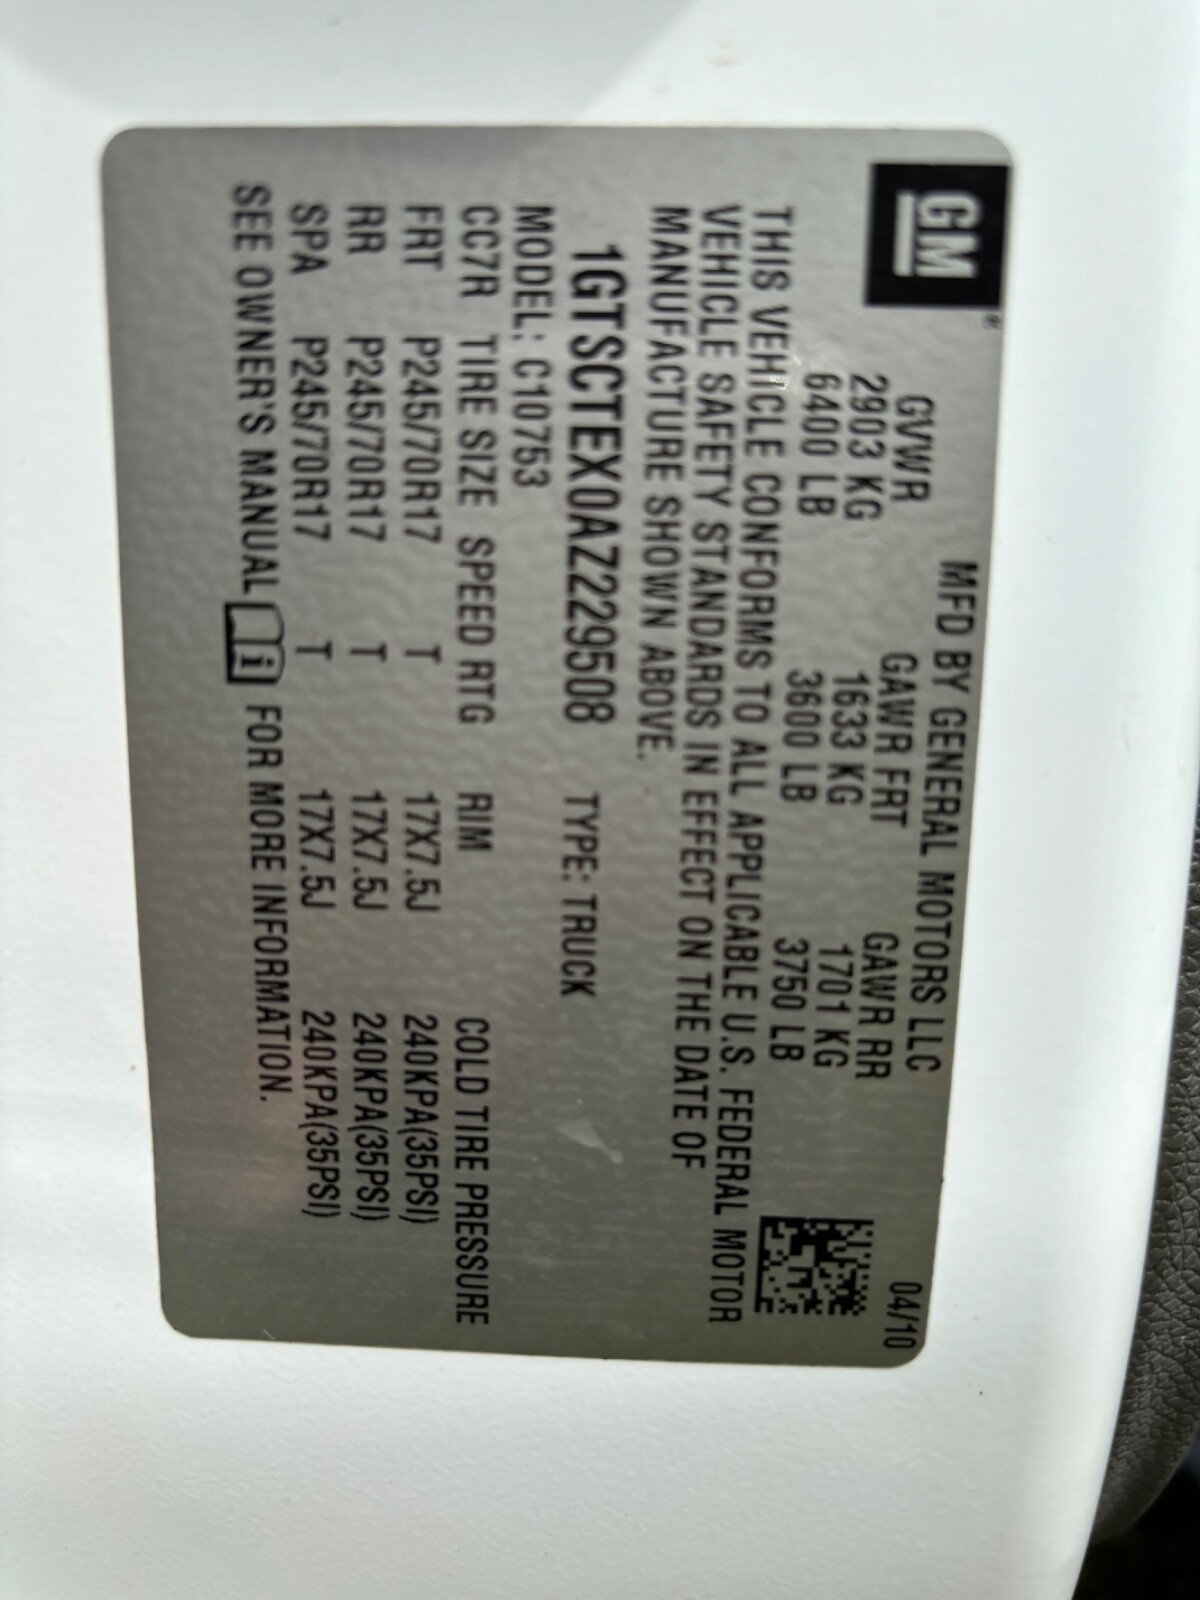 GM®
MFD BY GENERAL MOTORS LLC 04/10
GVWR GAWR FRT GAWR RR
2903 KG 1633 KG 1701 KG
6400 LB 3600 LB 3750 LB
THIS VEHICLE CONFORMS TO ALL APPLICABLE U.S. FEDERAL MOTOR
VEHICLE SAFETY STANDARDS IN EFFECT ON THE DATE OF
MANUFACTURE SHOWN ABOVE.
1GTSCTEX0AZ229508 TYPE: TRUCK
MODEL: C10753
CC7R TIRE SIZE SPEED RTG RIM COLD TIRE PRESSURE
FRT P245/70R17 T 17X7.5J 240KPA(35PSI)
RR P245/70R17 T 17X7.5J 240KPA(35PSI)
SPA P245/70R17 T 17X7.5J 240KPA(35PSI)
SEE OWNER'S MANUAL i FOR MORE INFORMATION.